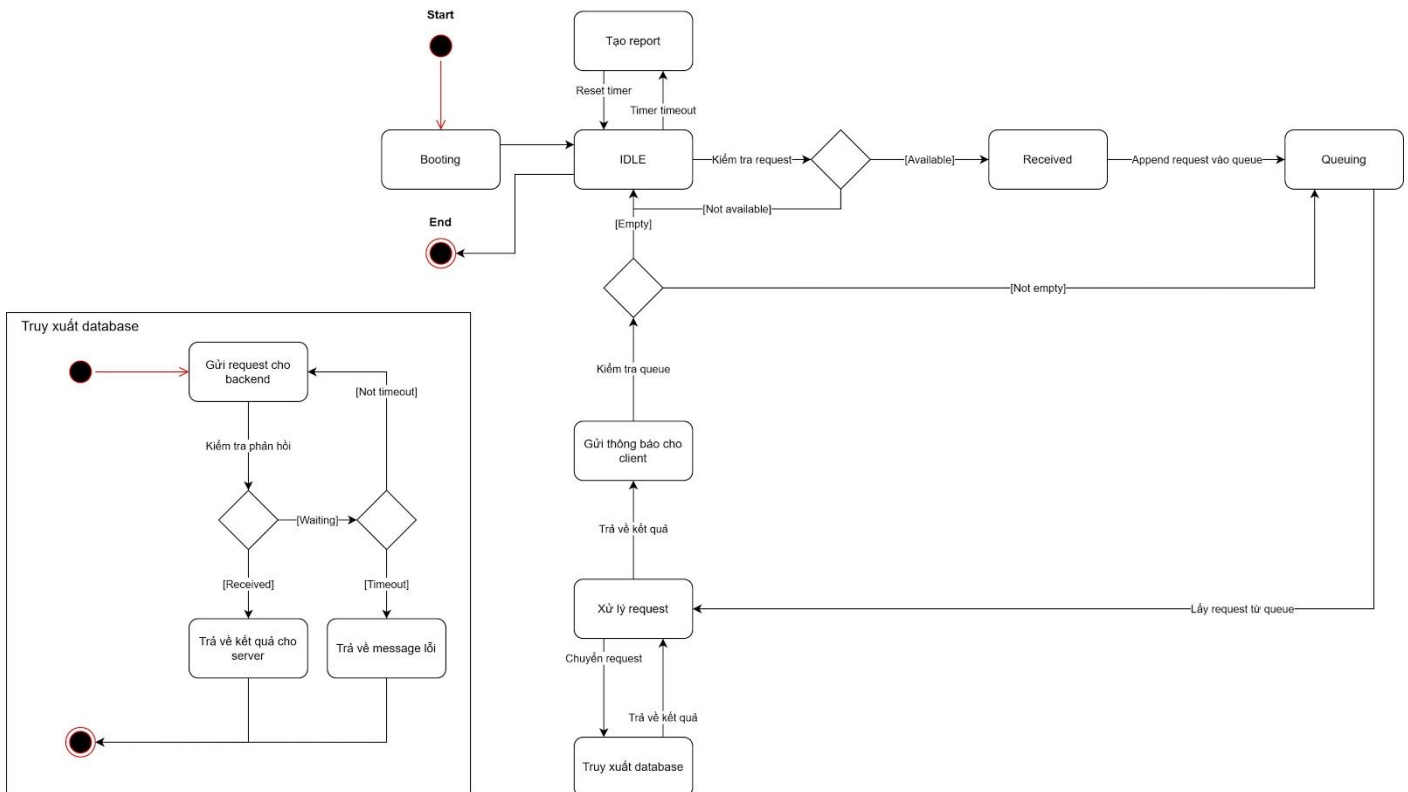 Start
Tạo report
Reset timer
Timer timeout
Booting
IDLE
Kiểm tra request
[Available]
Received
Append request vào queue
Queuing
[Not available]
[Empty]
End
[Not empty]
Kiểm tra queue
Gửi thông báo cho
client
Trả về kết quả
Xử lý request
Lấy request từ queue
Chuyển request
Trả về kết quả
Truy xuất database
Truy xuất database
Gửi request cho
backend
[Not timeout]
Kiểm tra phản hồi
[Waiting]
[Received]
[Timeout]
Trả về kết quả cho
server
Trả về message lỗi